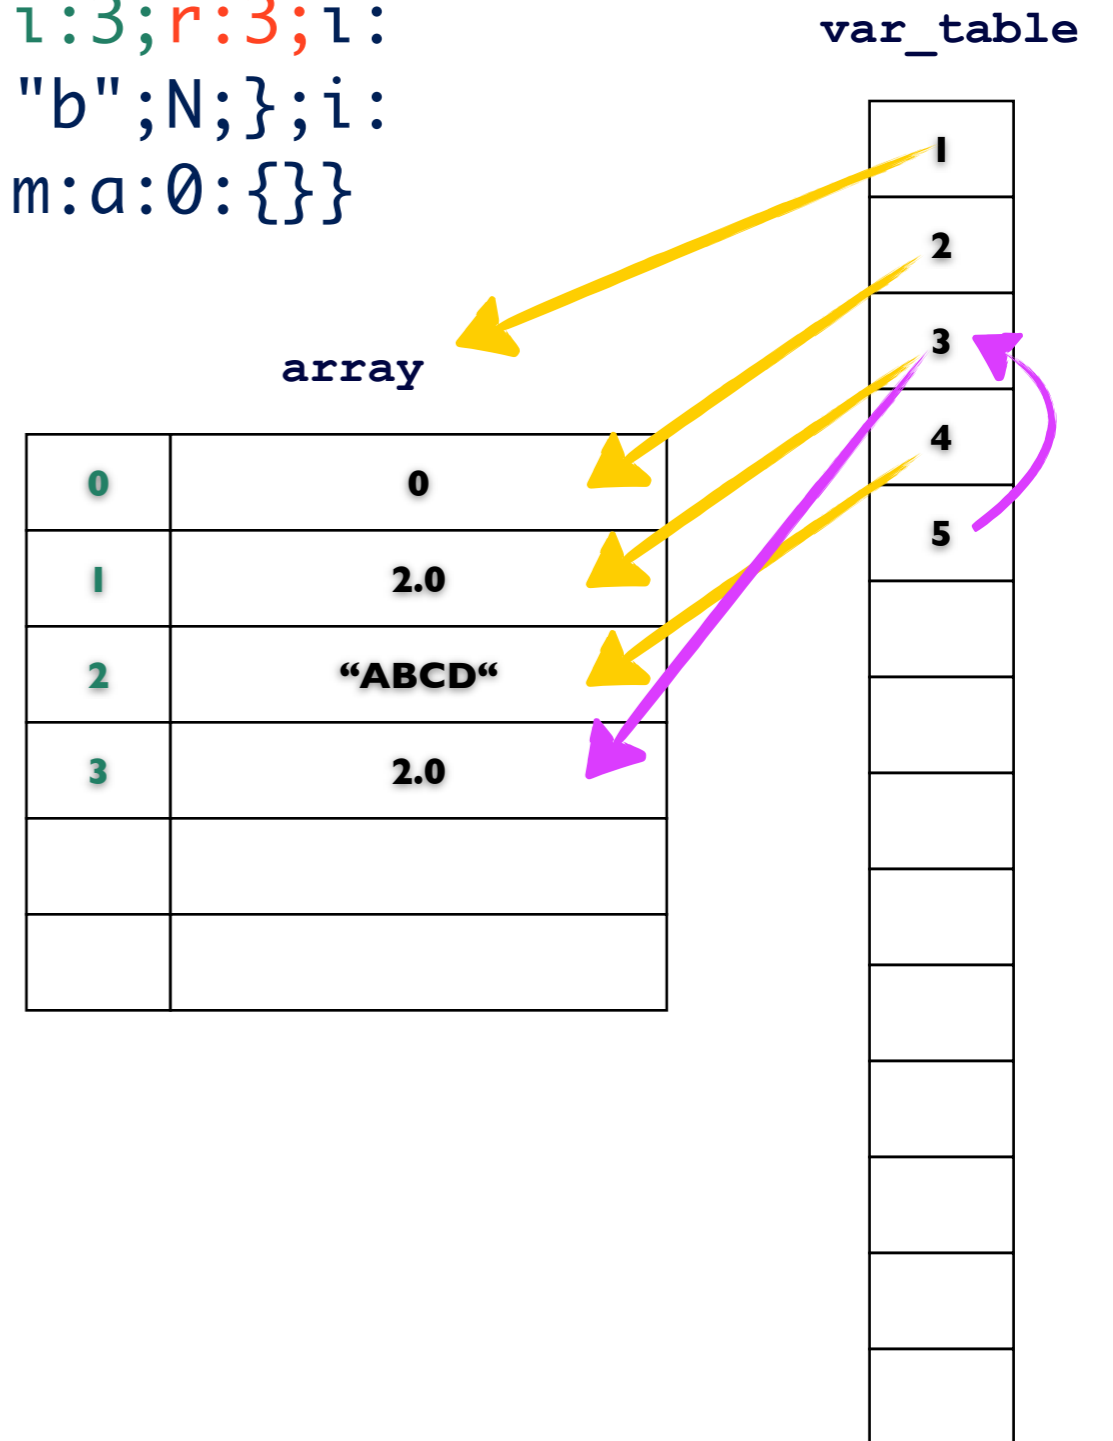 i:3;r:3;i:
"b";N;};i:
m:a:0:{}}
var_table
1
2
3
4
5
array
0 0
1 2.0
2 “ABCD“
3 2.0